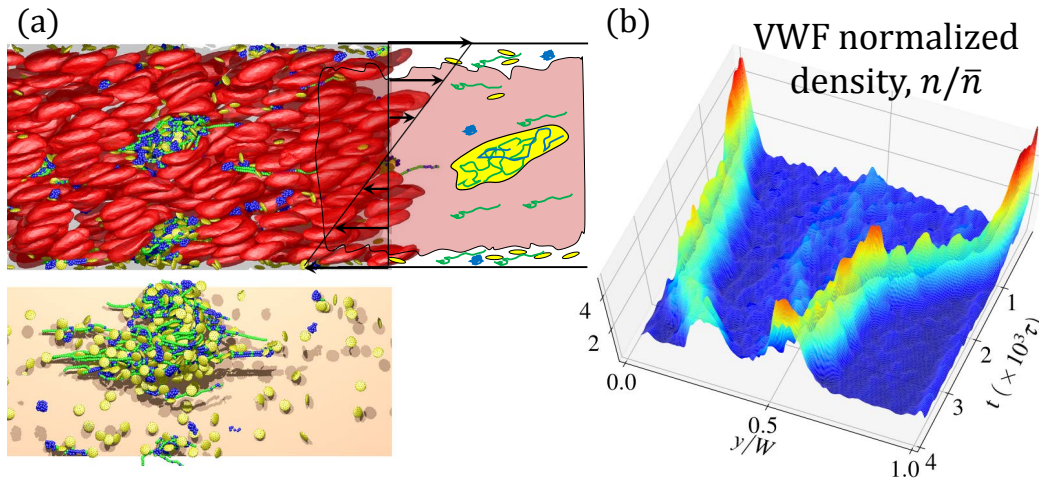 (a)
(b)
VWF normalized
density, n/n̄
4
2
0.0
0.5
y/W
1.0
4
3
2
1
t (×10³τ)